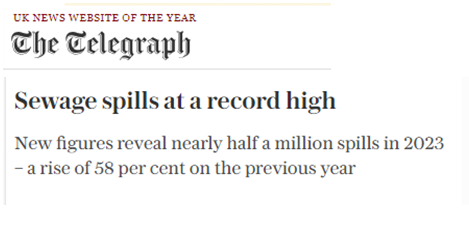 UK NEWS WEBSITE OF THE YEAR
The Telegraph
Sewage spills at a record high
New figures reveal nearly half a million spills in 2023
– a rise of 58 per cent on the previous year